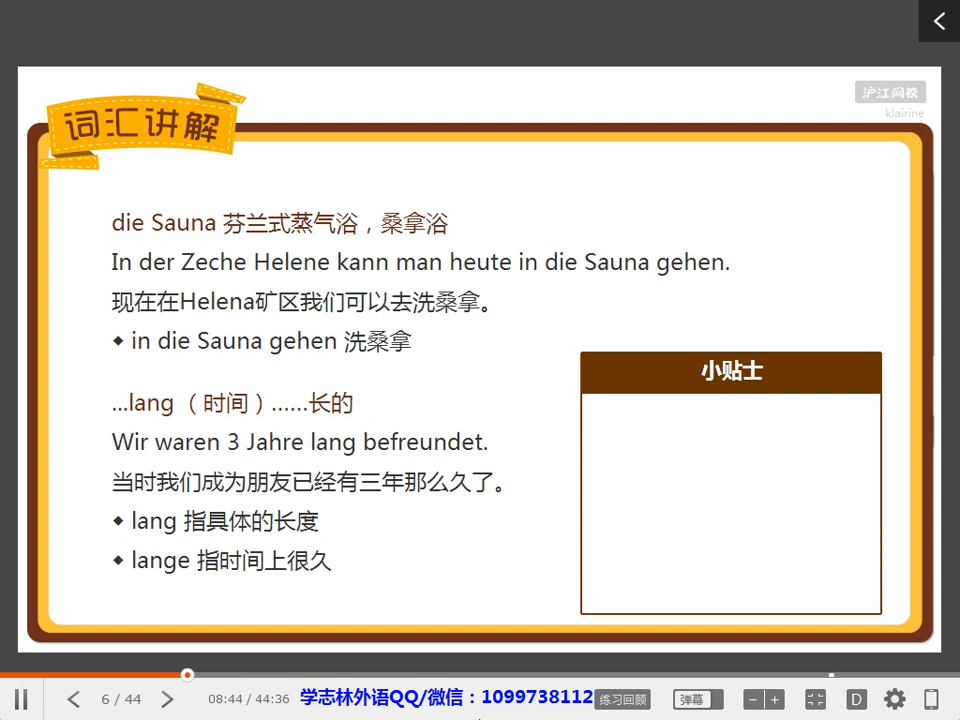 沪江网校
klairine
词汇讲解
die Sauna 芬兰式蒸气浴，桑拿浴
In der Zeche Helene kann man heute in die Sauna gehen.
现在在Helena矿区我们可以去洗桑拿。
◆ in die Sauna gehen 洗桑拿
小贴士
...lang （时间）……长的
Wir waren 3 Jahre lang befreundet.
当时我们成为朋友已经有三年那么久了。
◆ lang 指具体的长度
◆ lange 指时间上很久
6 / 44
08:44 / 44:36
学志林外语QQ/微信：1099738112
练习回顾
弹幕
D